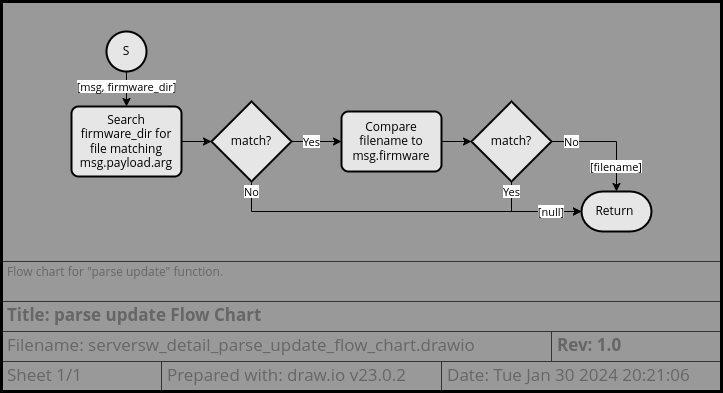 S
[msg, firmware_dir]
Search
firmware_dir for
file matching
msg.payload.arg
match?
Yes
Compare
filename to
msg.firmware
match?
No
[filename]
No
Yes
[null]
Return
Flow chart for "parse update" function.
Title: parse update Flow Chart
Filename: serversw_detail_parse_update_flow_chart.drawio
Rev: 1.0
Sheet 1/1
Prepared with: draw.io v23.0.2
Date: Tue Jan 30 2024 20:21:06